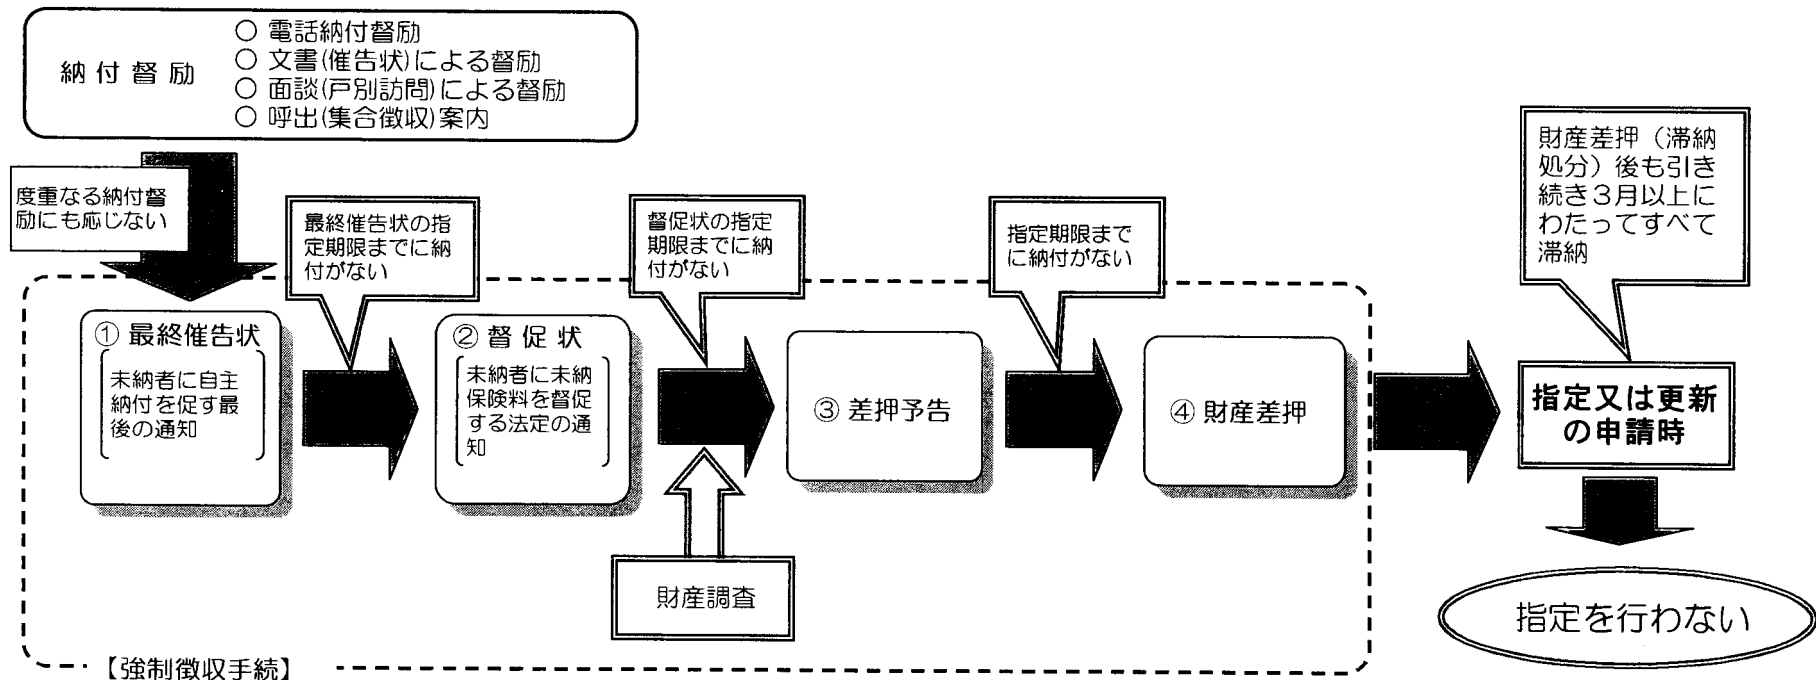 納付督励
○ 電話納付督励
○ 文書(催告状)による督励
○ 面談(戸別訪問)による督励
○ 呼出(集合徴収)案内
度重なる納付督
励にも応じない
最終催告状の指
定期限までに納
付がない
督促状の指定
期限までに納
付がない
指定期限まで
に納付がない
財産差押（滞納
処分）後も引き
続き３月以上に
わたってすべて
滞納
① 最終催告状
未納者に自主
納付を促す最
後の通知
② 督 促 状
未納者に未納
保険料を督促
する法定の通
知
③ 差押予告
④ 財産差押
指定又は更新
の申請時
財産調査
指定を行わない
【強制徴収手続】